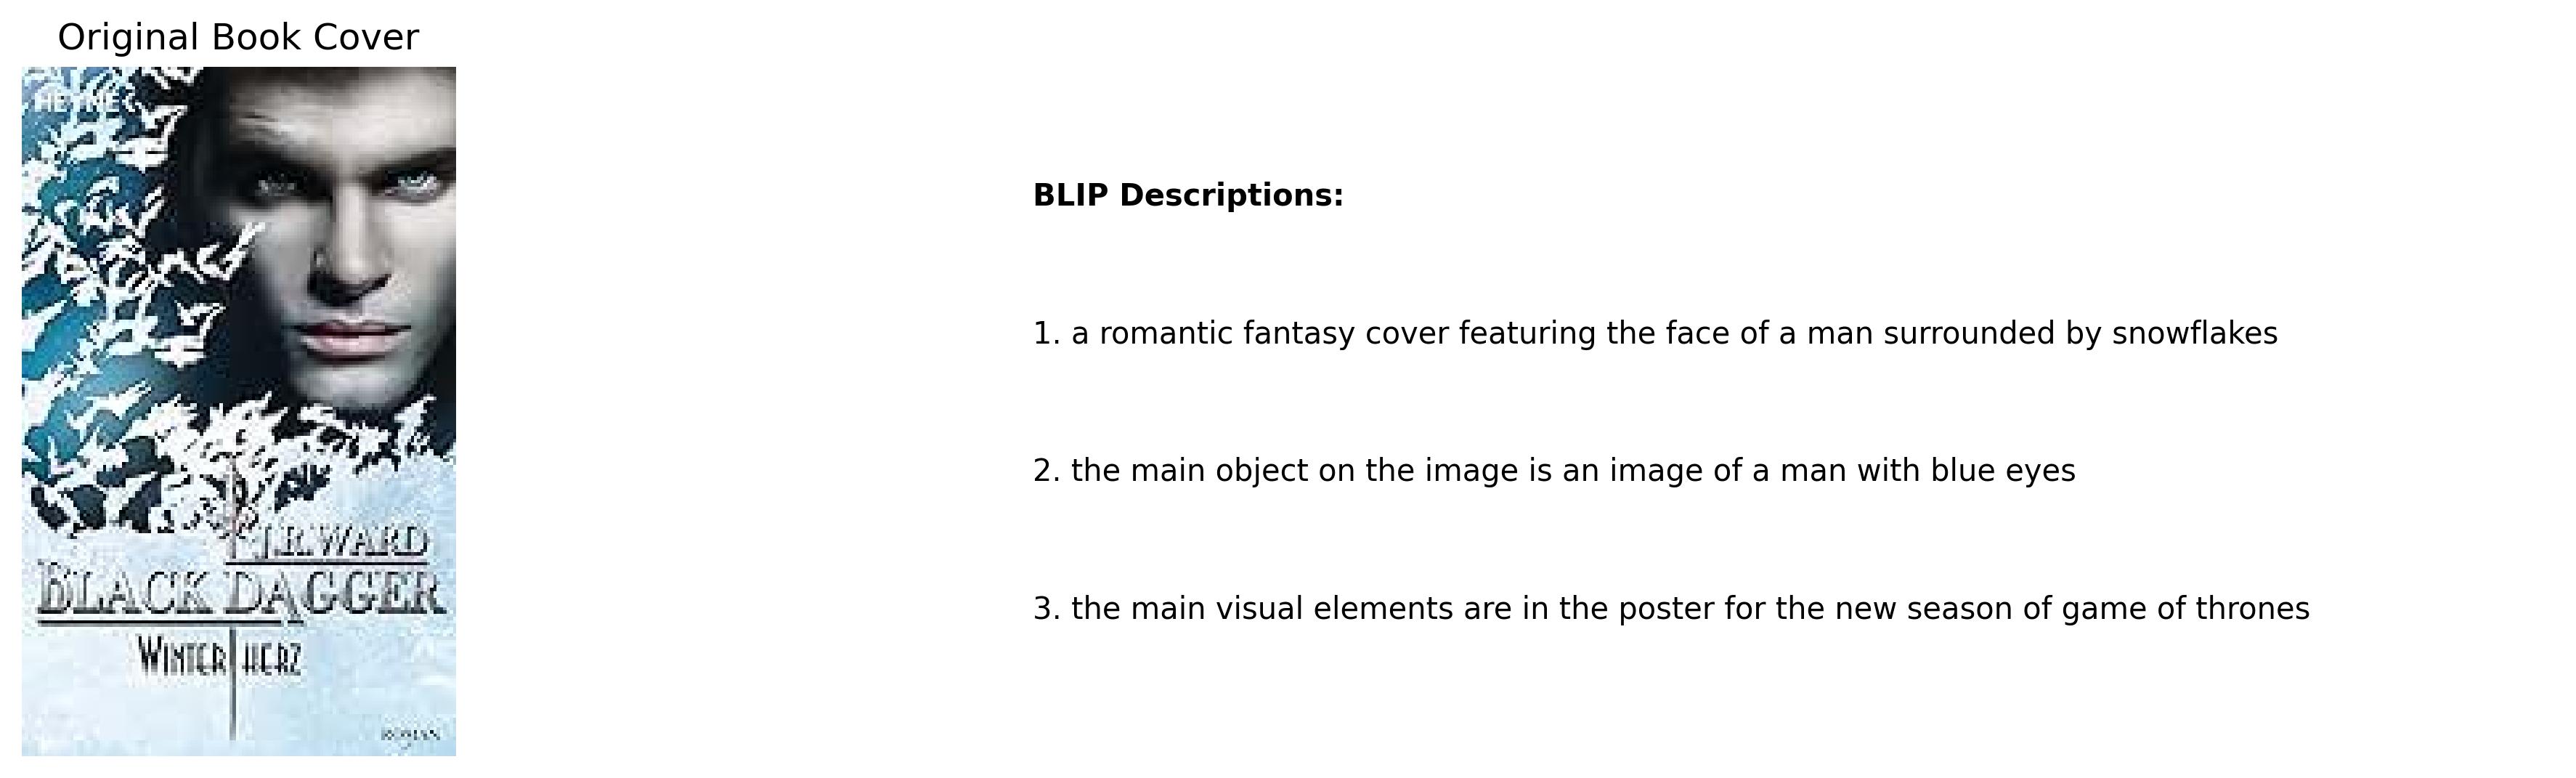 Original Book Cover
HEYNE<
J.R.WARD
BLACK DAGGER
WINTERHERZ
ROMAN
BLIP Descriptions:
1. a romantic fantasy cover featuring the face of a man surrounded by snowflakes
2. the main object on the image is an image of a man with blue eyes
3. the main visual elements are in the poster for the new season of game of thrones